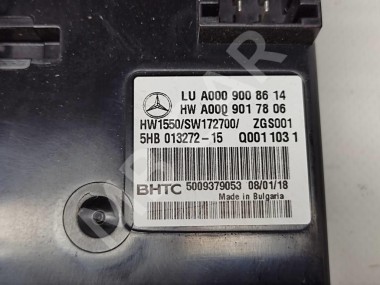 LU A000 900 86 14
HW A000 901 78 06
HW1550/SW172700/ ZGS001
5HB 013272-15 Q001 103 1
BHTC 5009379053 08/01/18
Made in Bulgaria